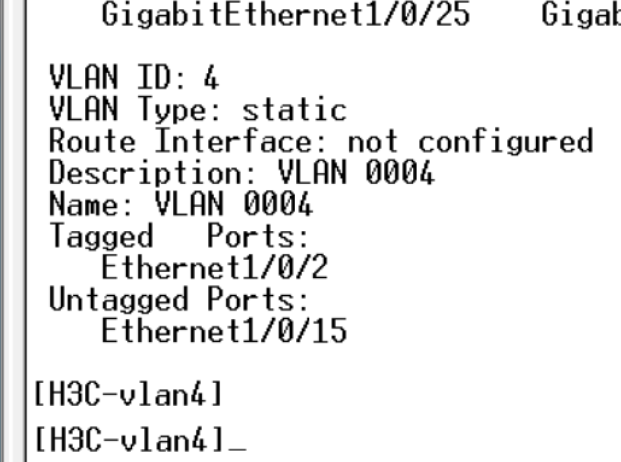 GigabitEthernet1/0/25    Gigab
VLAN ID: 4
VLAN Type: static
Route Interface: not configured
Description: VLAN 0004
Name: VLAN 0004
Tagged   Ports:
   Ethernet1/0/2
Untagged Ports:
   Ethernet1/0/15
[H3C-vlan4]
[H3C-vlan4]_